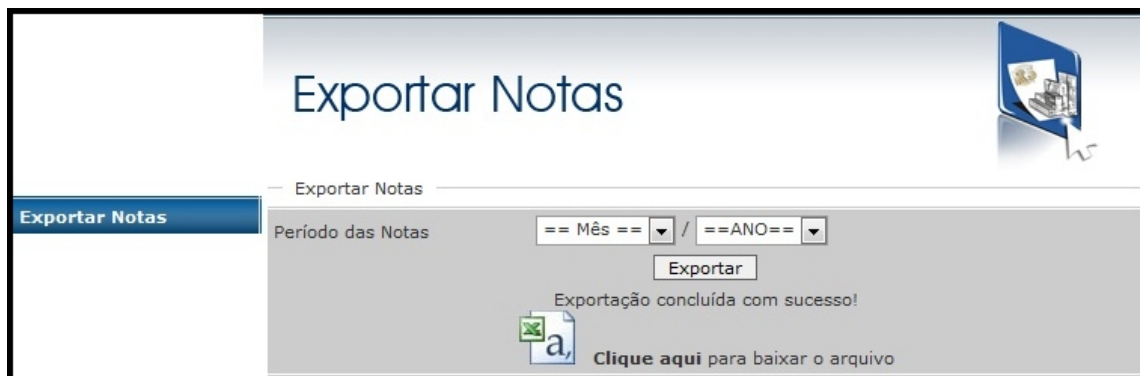 Exportar Notas
Exportar Notas
Exportar Notas
Período das Notas == Mês == / ==ANO==
Exportar
Exportação concluída com sucesso!
a,
Clique aqui para baixar o arquivo